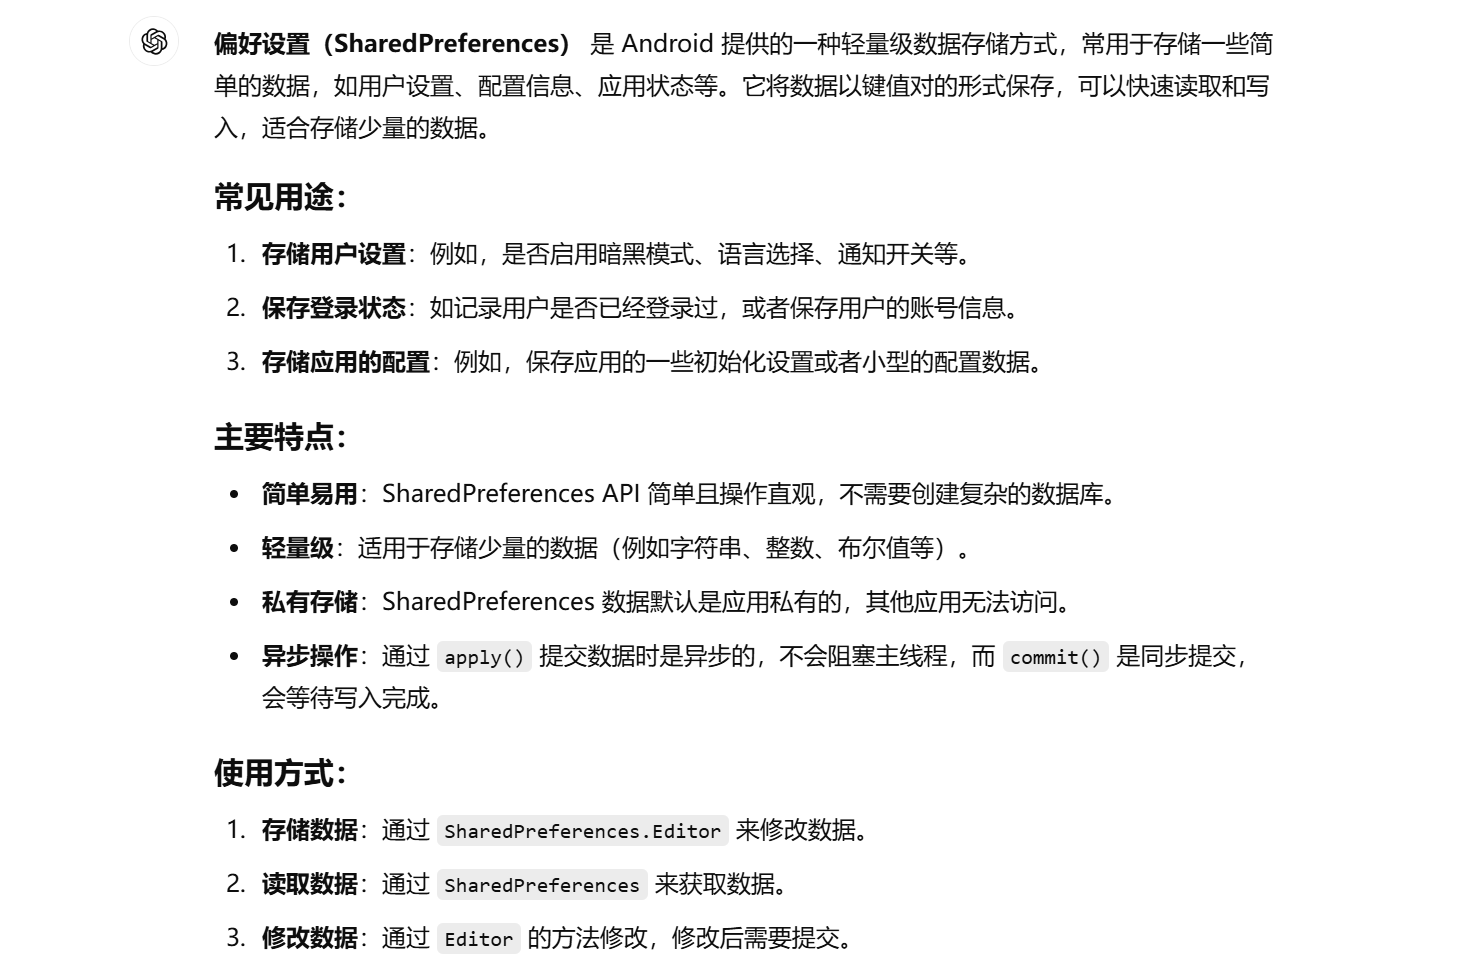 偏好设置（SharedPreferences） 是 Android 提供的一种轻量级数据存储方式，常用于存储一些简
单的数据，如用户设置、配置信息、应用状态等。它将数据以键值对的形式保存，可以快速读取和写
入，适合存储少量的数据。
常见用途：
1. 存储用户设置：例如，是否启用暗黑模式、语言选择、通知开关等。
2. 保存登录状态：如记录用户是否已经登录过，或者保存用户的账号信息。
3. 存储应用的配置：例如，保存应用的一些初始化设置或者小型的配置数据。
主要特点：
• 简单易用：SharedPreferences API 简单且操作直观，不需要创建复杂的数据库。
• 轻量级：适用于存储少量的数据（例如字符串、整数、布尔值等）。
• 私有存储：SharedPreferences 数据默认是应用私有的，其他应用无法访问。
• 异步操作：通过 apply() 提交数据时是异步的，不会阻塞主线程，而 commit() 是同步提交，
会等待写入完成。
使用方式：
1. 存储数据：通过 SharedPreferences.Editor 来修改数据。
2. 读取数据：通过 SharedPreferences 来获取数据。
3. 修改数据：通过 Editor 的方法修改，修改后需要提交。